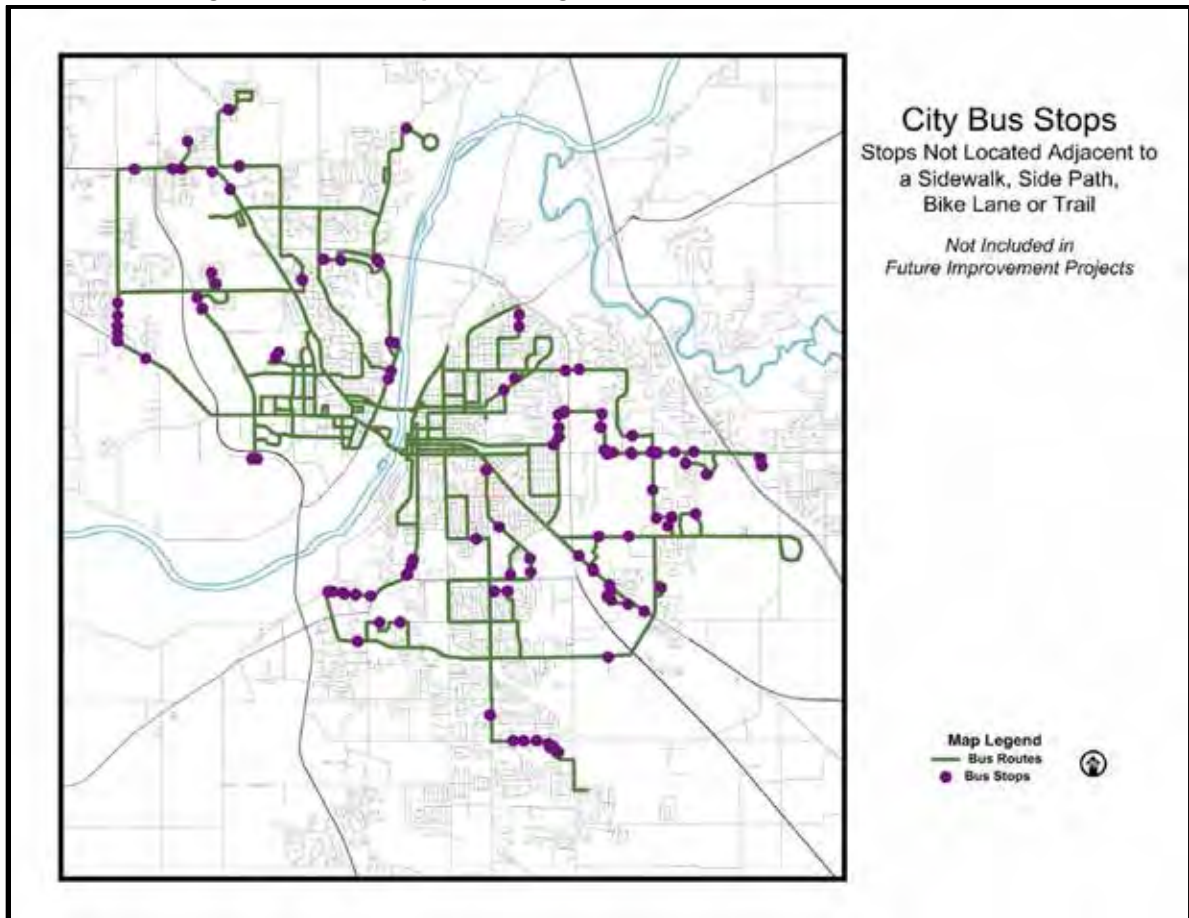 City Bus Stops
Stops Not Located Adjacent to
a Sidewalk, Side Path,
Bike Lane or Trail
Not Included in
Future Improvement Projects
Map Legend
Bus Routes
Bus Stops